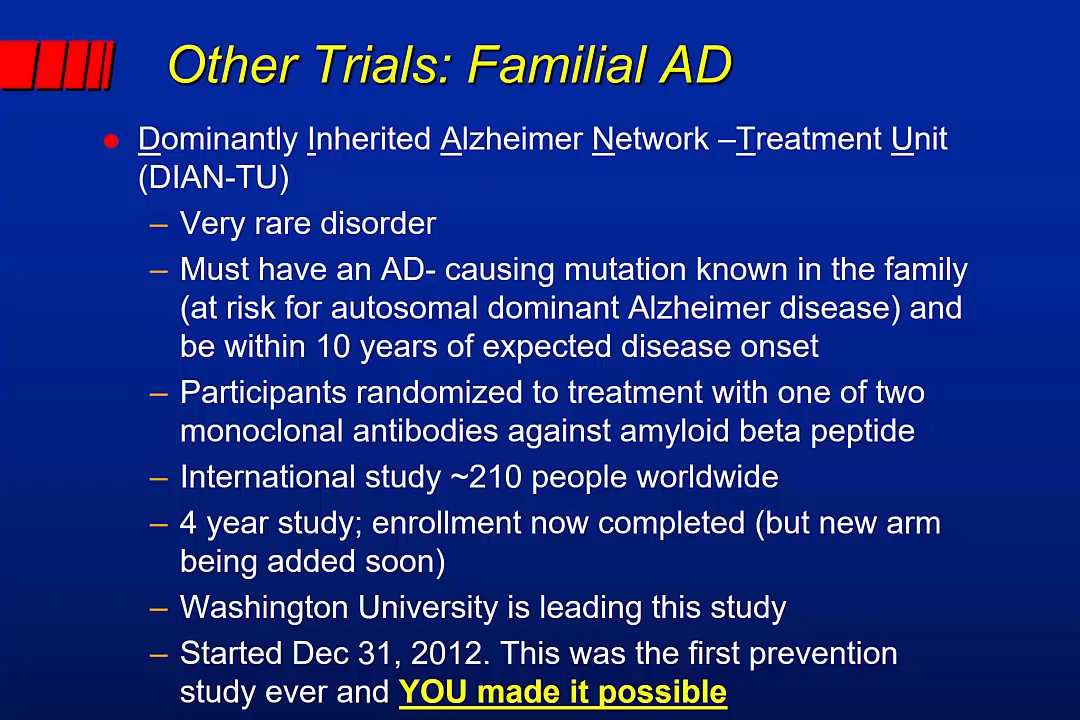 Other Trials: Familial AD
Dominantly Inherited Alzheimer Network –Treatment Unit
(DIAN-TU)
– Very rare disorder
– Must have an AD- causing mutation known in the family
(at risk for autosomal dominant Alzheimer disease) and
be within 10 years of expected disease onset
– Participants randomized to treatment with one of two
monoclonal antibodies against amyloid beta peptide
– International study ~210 people worldwide
– 4 year study; enrollment now completed (but new arm
being added soon)
– Washington University is leading this study
– Started Dec 31, 2012. This was the first prevention
study ever and YOU made it possible